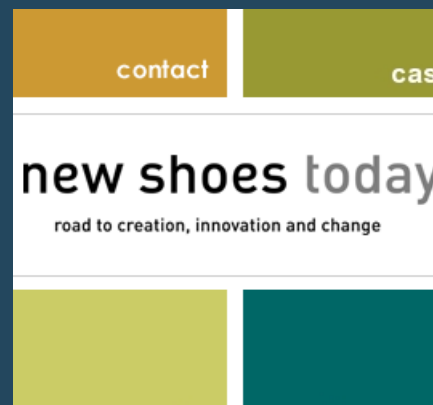 contact
cas
new shoes today
road to creation, innovation and change